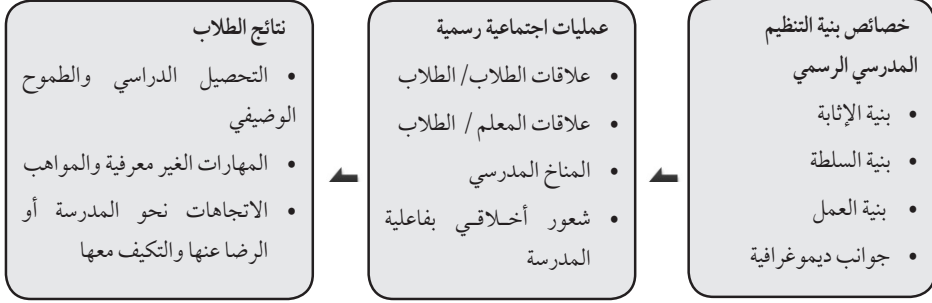 خصائص بنية التنظيم
المدرسي الرسمي
• بنية الإثابة
• بنية السلطة
• بنية العمل
• جوانب ديموغرافية
عمليات اجتماعية رسمية
• علاقات الطلاب/ الطلاب
• علاقات المعلم / الطلاب
• المناخ المدرسي
• شعور أخلاقي بفاعلية
المدرسة
نتائج الطلاب
• التحصيل الدراسي والطموح
الوضيفي
• المهارات الغير معرفية والمواهب
• الاتجاهات نحو المدرسة أو
الرضا عنها والتكيف معها